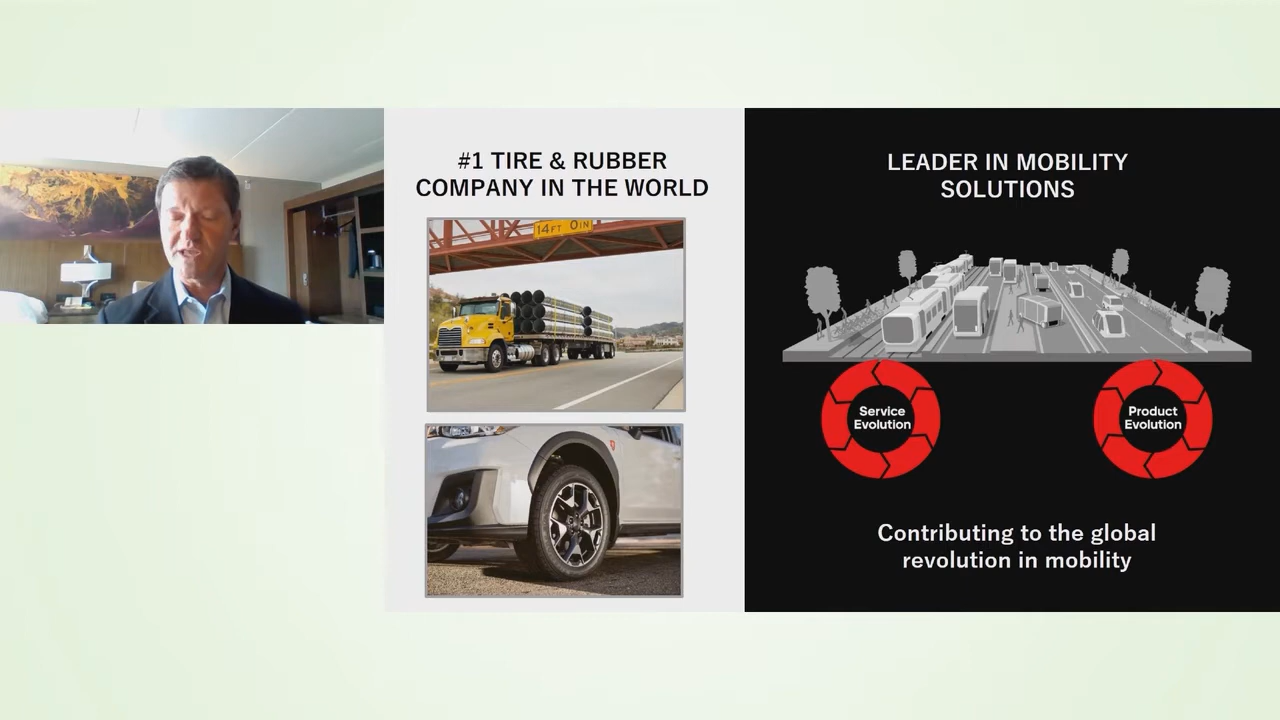 #1 TIRE & RUBBER
COMPANY IN THE WORLD
14FT 0IN
LEADER IN MOBILITY
SOLUTIONS
Service
Evolution
Product
Evolution
Contributing to the global
revolution in mobility